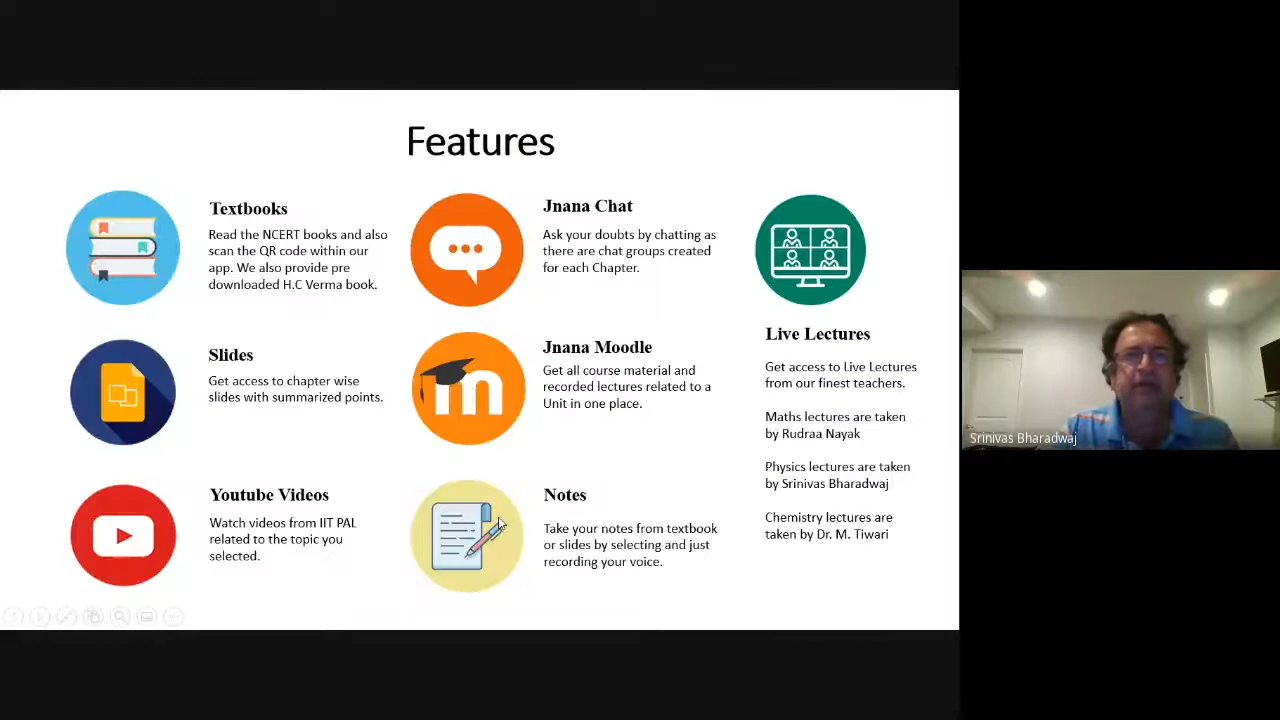 Features
Textbooks
Read the NCERT books and also
scan the QR code within our
app. We also provide pre
downloaded H.C Verma book.
Slides
Get access to chapter wise
slides with summarized points.
Youtube Videos
Watch videos from IIT PAL
related to the topic you
selected.
Jnana Chat
Ask your doubts by chatting as
there are chat groups created
for each Chapter.
Jnana Moodle
Get all course material and
recorded lectures related to a
Unit in one place.
Notes
Take your notes from textbook
or slides by selecting and just
recording your voice.
Live Lectures
Get access to Live Lectures
from our finest teachers.
Maths lectures are taken
by Rudraa Nayak
Physics lectures are taken
by Srinivas Bharadwaj
Chemistry lectures are
taken by Dr. M. Tiwari
Srinivas Bharadwaj